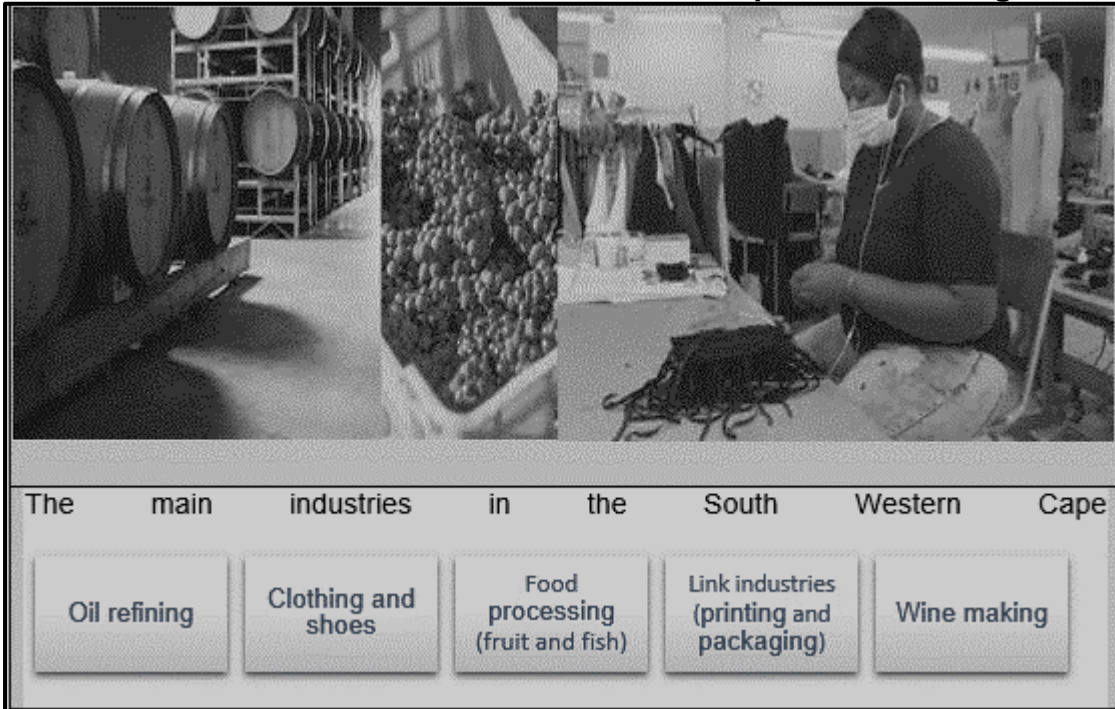 The main industries in the South Western Cape
Oil refining
Clothing and
shoes
Food
processing
(fruit and fish)
Link industries
(printing and
packaging)
Wine making